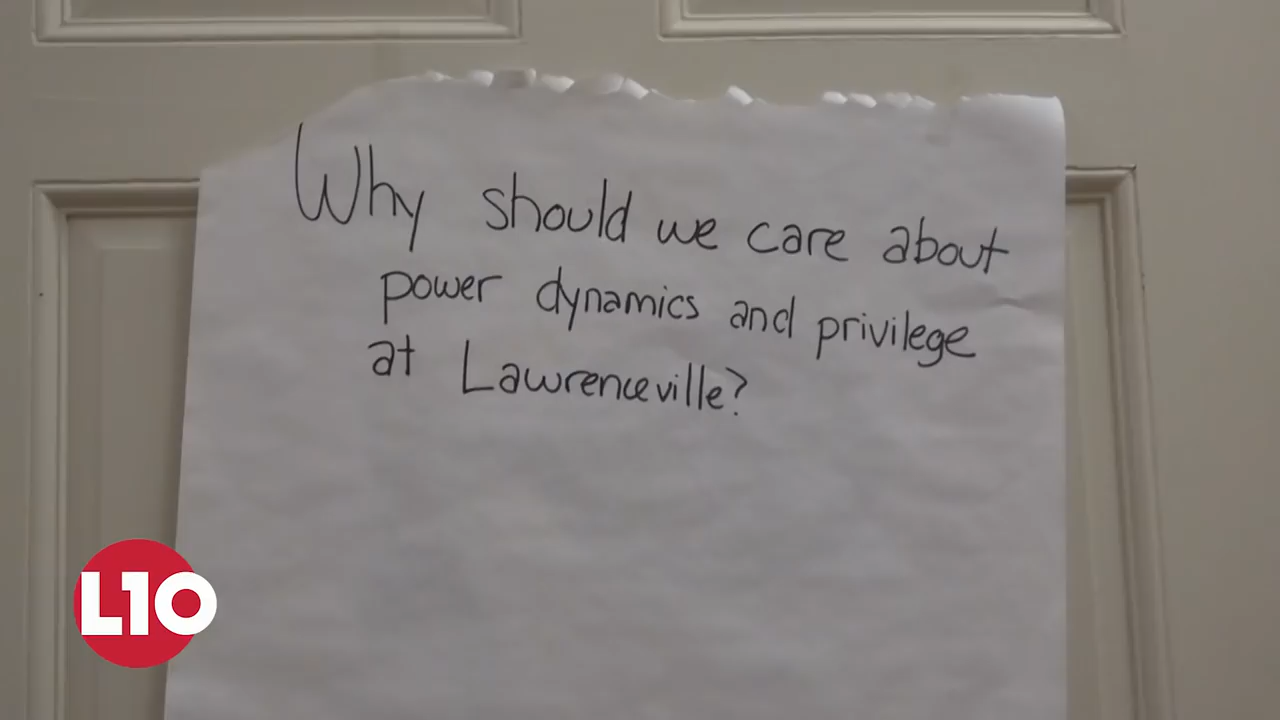 Why should we care about
power dynamics and privilege
at Lawrenceville?
L10